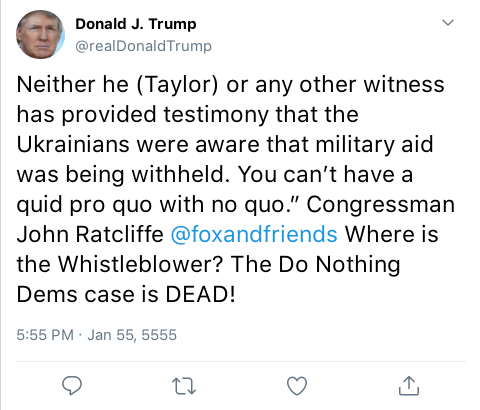 Donald J. Trump
@realDonaldTrump
Neither he (Taylor) or any other witness
has provided testimony that the
Ukrainians were aware that military aid
was being withheld. You can’t have a
quid pro quo with no quo.” Congressman
John Ratcliffe @foxandfriends Where is
the Whistleblower? The Do Nothing
Dems case is DEAD!
5:55 PM · Jan 55, 5555